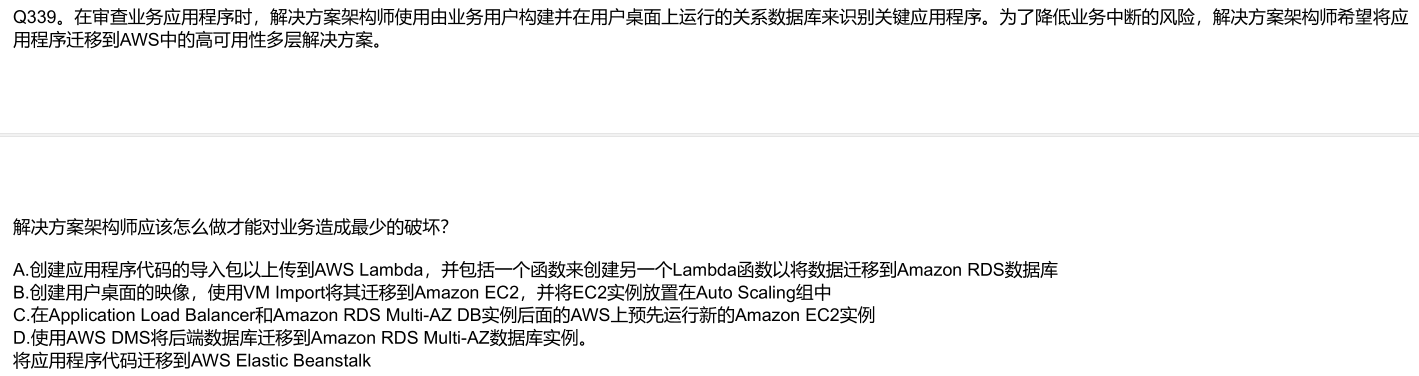 Q339。在审查业务应用程序时，解决方案架构师使用由业务用户构建并在用户桌面上运行的关系数据库来识别关键应用程序。为了降低业务中断的风险，解决方案架构师希望将应
用程序迁移到AWS中的高可用性多层解决方案。
解决方案架构师应该怎么做才能对业务造成最少的破坏?
A.创建应用程序代码的导入包以上传到AWS Lambda，并包括一个函数来创建另一个Lambda函数以将数据迁移到Amazon RDS数据库
B.创建用户桌面的映像，使用VM Import将其迁移到Amazon EC2，并将EC2实例放置在Auto Scaling组中
C.在Application Load Balancer和Amazon RDS Multi-AZ DB实例后面的AWS上预先运行新的Amazon EC2实例
D.使用AWS DMS将后端数据库迁移到Amazon RDS Multi-AZ数据库实例。
将应用程序代码迁移到AWS Elastic Beanstalk